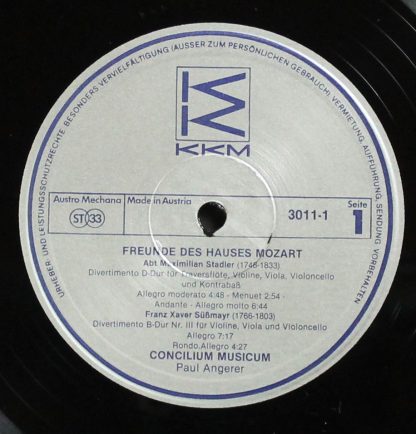 URHEBER UND LEISTUNGSSCHUTZRECHTE BESONDERS VERVIELFÄLTIGUNG (AUSSER ZUM PERSÖNLICHEN GEBRAUCH), VERMIETUNG, AUFFÜHRUNG, SENDUNG VORBEHALTEN
KKM
Austro Mechana
Made in Austria
ST 33
3011-1
Seite
1
FREUNDE DES HAUSES MOZART
Abt Maximilian Stadler (1748-1833)
Divertimento D-Dur für Traversflöte, Violine, Viola, Violoncello
und Kontrabaß
Allegro moderato 4:48 - Menuet 2:54 -
Andante - Allegro molto 6:44
Franz Xaver Süßmayr (1766-1803)
Divertimento B-Dur Nr. III für Violine, Viola und Violoncello
Allegro 7:17
Rondo.Allegro 4:27
CONCILIUM MUSICUM
Paul Angerer